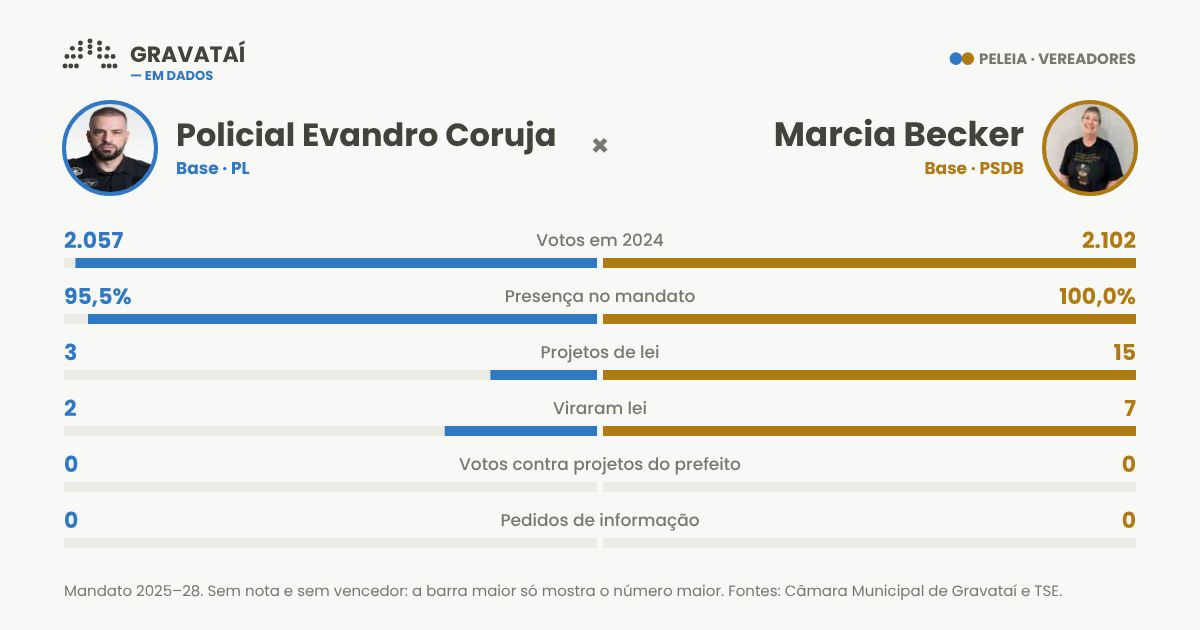 GRAVATAÍ
— EM DADOS
PELEIA · VEREADORES
Policial Evandro Coruja
Base · PL
×
Marcia Becker
Base · PSDB
2.057 Votos em 2024 2.102
95,5% Presença no mandato 100,0%
3 Projetos de lei 15
2 Viraram lei 7
0 Votos contra projetos do prefeito 0
0 Pedidos de informação 0
Mandato 2025–28. Sem nota e sem vencedor: a barra maior só mostra o número maior. Fontes: Câmara Municipal de Gravataí e TSE.